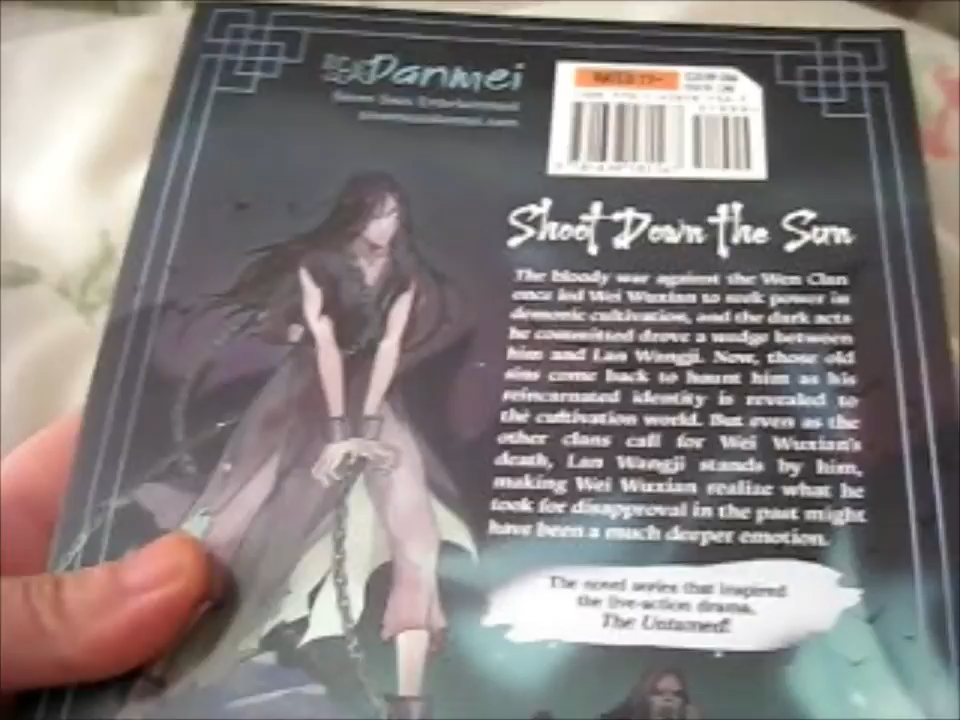 Danmei
Seven Seas Entertainment
RATED 17+
Shoot Down the Sun
The bloody war against the Wen Clan
once led Wei Wuxian to seek power in
demonic cultivation, and the dark acts
he committed drove a wedge between
him and Lan Wangji. Now, those old
sins come back to haunt him as his
reincarnated identity is revealed to
the cultivation world. But even as the
other clans call for Wei Wuxian's
death, Lan Wangji stands by him,
making Wei Wuxian realize what he
took for disapproval in the past might
have been a much deeper emotion.
The novel series that inspired
the live-action drama,
The Untamed!